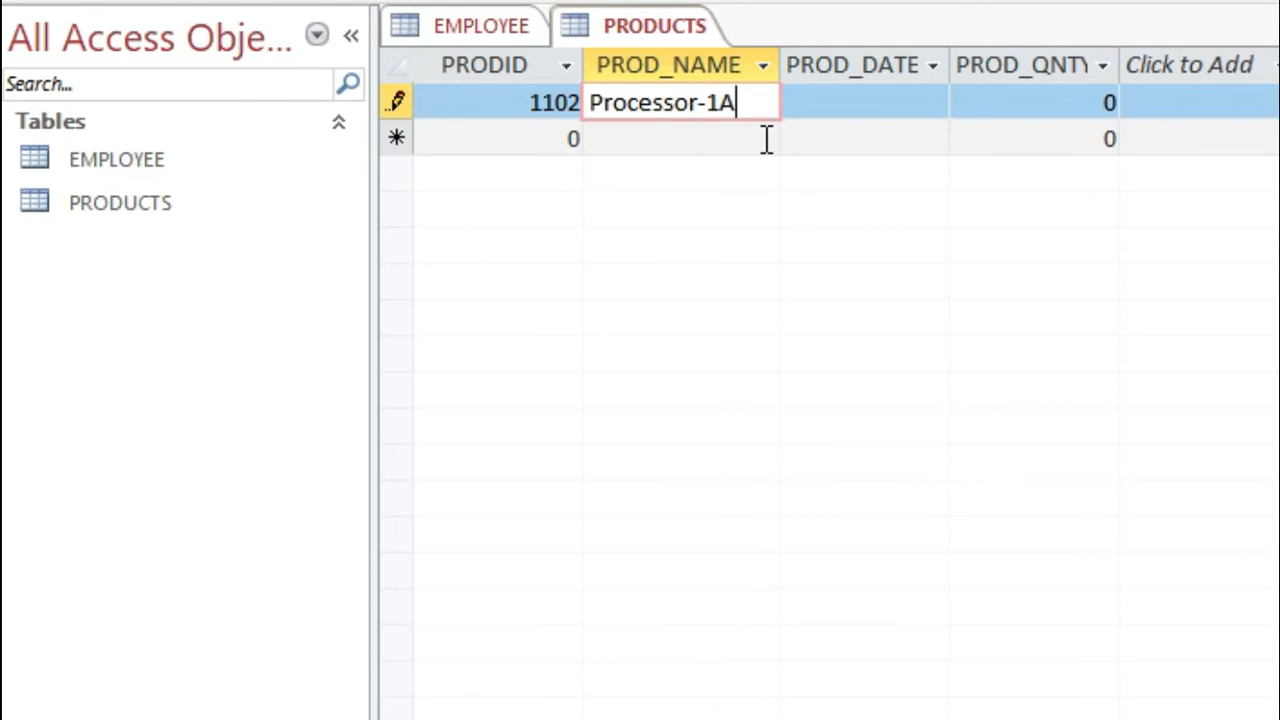 All Access Obje...
Search...
Tables
EMPLOYEE
PRODUCTS
EMPLOYEE PRODUCTS
PRODID PROD_NAME PROD_DATE PROD_QNTY Click to Add
1102 Processor-1A 0
0 0